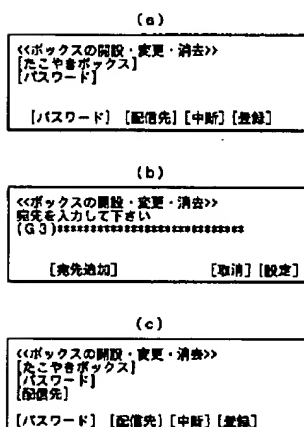 (a)
<<ボックスの開設・変更・消去>>
[たこやきボックス]
[パスワード]
[パスワード] [配信先] [中断] [登録]
(b)
<<ボックスの開設・変更・消去>>
宛先を入力して下さい
(G3)****************************
[宛先追加] [取消] [設定]
(c)
<<ボックスの開設・変更・消去>>
[たこやきボックス]
[パスワード]
[配信先]
[パスワード] [配信先] [中断] [登録]